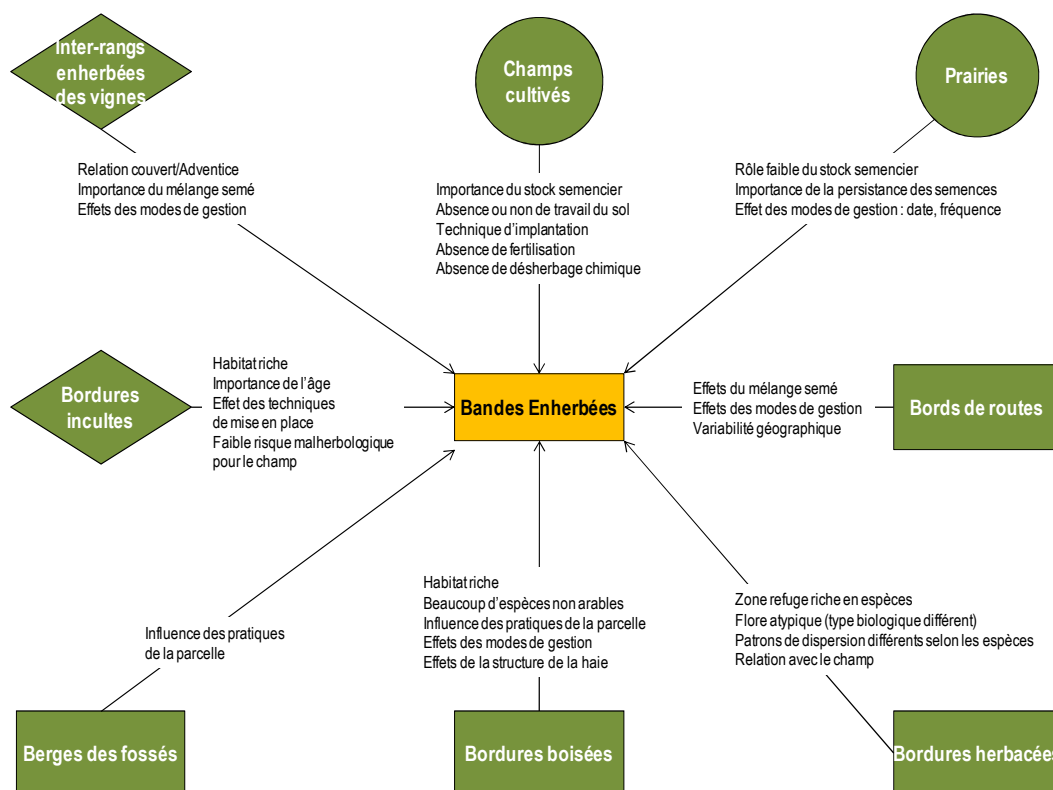 Inter-rangs
enherbées
des vignes
Champs
cultivés
Prairies
Relation couvert/Adventice
Importance du mélange semé
Effets des modes de gestion
Importance du stock semencier
Absence ou non de travail du sol
Technique d'implantation
Absence de fertilisation
Absence de désherbage chimique
Rôle faible du stock semencier
Importance de la persistance des semences
Effet des modes de gestion : date, fréquence
Bordures
incultes
Habitat riche
Importance de l'âge
Effet des techniques
de mise en place
Faible risque malherbologique
pour le champ
Bandes Enherbées
Effets du mélange semé
Effets des modes de gestion
Variabilité géographique
Bords de routes
Influence des pratiques
de la parcelle
Habitat riche
Beaucoup d'espèces non arables
Influence des pratiques de la parcelle
Effets des modes de gestion
Effets de la structure de la haie
Zone refuge riche en espèces
Flore atypique (type biologique différent)
Patrons de dispersion différents selon les espèces
Relation avec le champ
Berges des fossés
Bordures boisées
Bordures herbacées